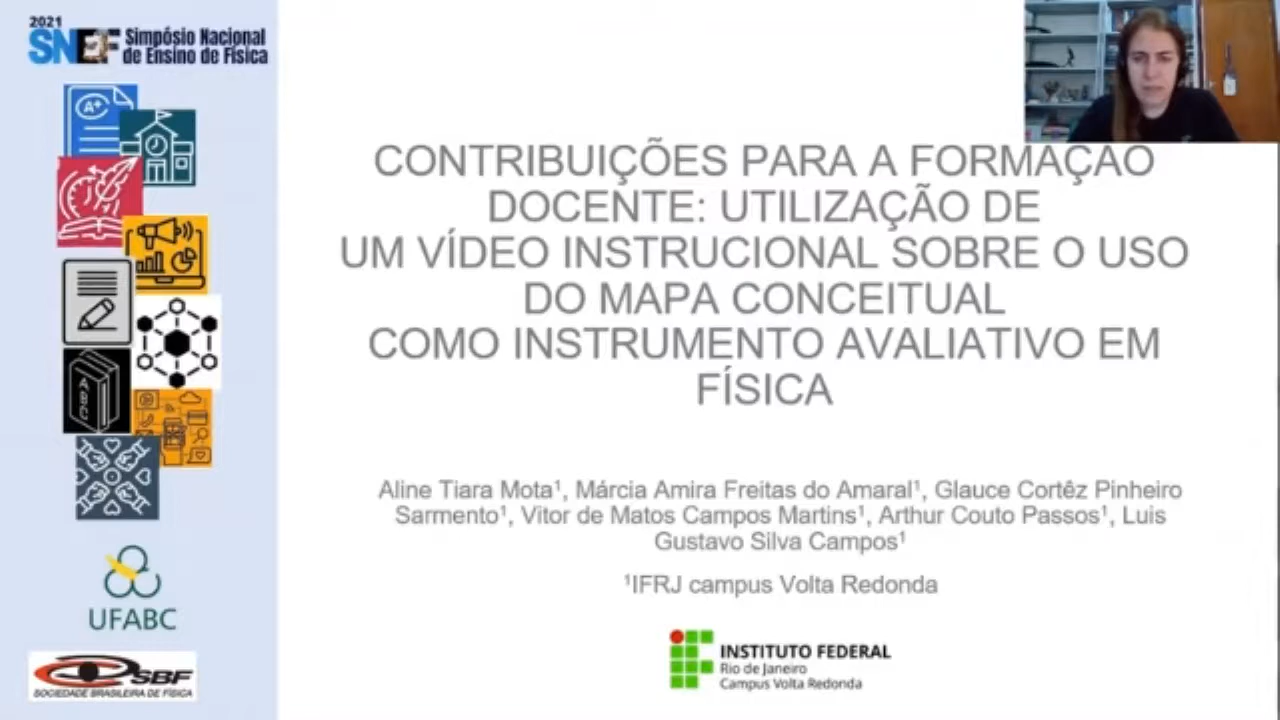 2021
SNEF Simpósio Nacional
de Ensino de Física
A+
CONTRIBUIÇÕES PARA A FORMAÇÃO
DOCENTE: UTILIZAÇÃO DE
UM VÍDEO INSTRUCIONAL SOBRE O USO
DO MAPA CONCEITUAL
COMO INSTRUMENTO AVALIATIVO EM
FÍSICA
Aline Tiara Mota¹, Márcia Amira Freitas do Amaral¹, Glauce Cortêz Pinheiro
Sarmento¹, Vitor de Matos Campos Martins¹, Arthur Couto Passos¹, Luis
Gustavo Silva Campos¹
¹IFRJ campus Volta Redonda
ABC
UFABC
SBF
SOCIEDADE BRASILEIRA DE FÍSICA
INSTITUTO FEDERAL
Rio de Janeiro
Campus Volta Redonda